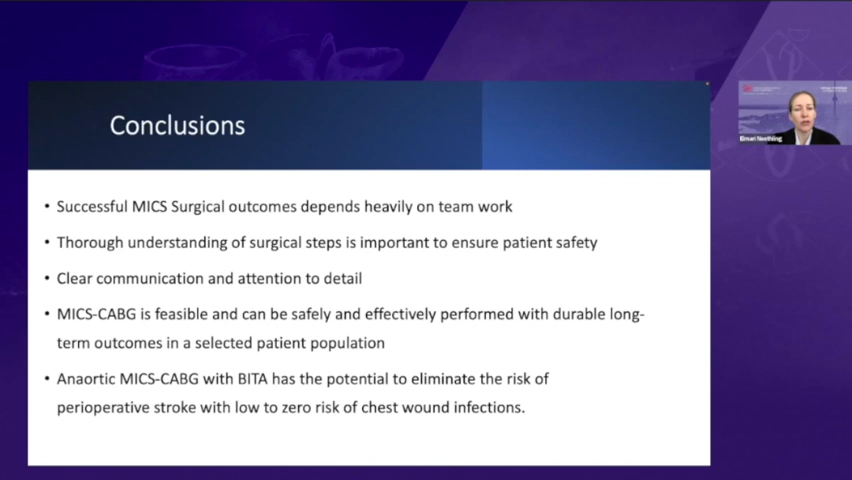 Conclusions
• Successful MICS Surgical outcomes depends heavily on team work
• Thorough understanding of surgical steps is important to ensure patient safety
• Clear communication and attention to detail
• MICS-CABG is feasible and can be safely and effectively performed with durable long-
term outcomes in a selected patient population
• Anaortic MICS-CABG with BITA has the potential to eliminate the risk of
perioperative stroke with low to zero risk of chest wound infections.
Elmari Neethling